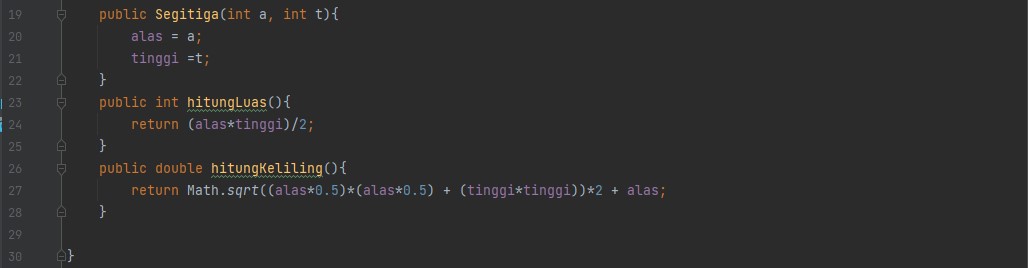 19 public Segitiga(int a, int t){
20 alas = a;
21 tinggi =t;
22 }
23 public int hitungLuas(){
24 return (alas*tinggi)/2;
25 }
26 public double hitungKeliling(){
27 return Math.sqrt((alas*0.5)*(alas*0.5) + (tinggi*tinggi))*2 + alas;
28 }
29
30 }